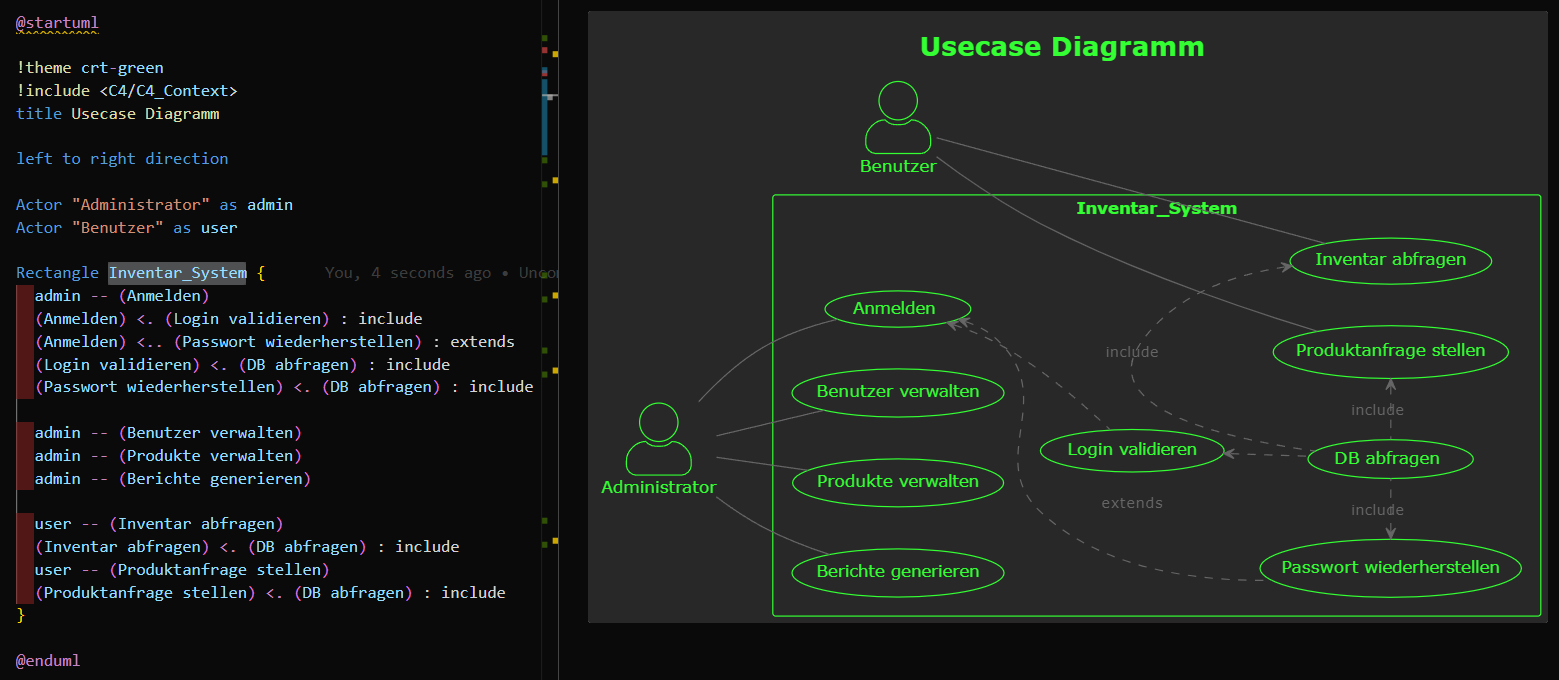 @startuml
!theme crt-green
!include <C4/C4_Context>
title Usecase Diagramm
left to right direction
Actor "Administrator" as admin
Actor "Benutzer" as user
Rectangle Inventar_System { You, 4 seconds ago • Uncom
admin -- (Anmelden)
(Anmelden) <. (Login validieren) : include
(Anmelden) <.. (Passwort wiederherstellen) : extends
(Login validieren) <. (DB abfragen) : include
(Passwort wiederherstellen) <. (DB abfragen) : include
admin -- (Benutzer verwalten)
admin -- (Produkte verwalten)
admin -- (Berichte generieren)
user -- (Inventar abfragen)
(Inventar abfragen) <. (DB abfragen) : include
user -- (Produktanfrage stellen)
(Produktanfrage stellen) <. (DB abfragen) : include
}
@enduml
Usecase Diagramm
Benutzer
Inventar_System
Inventar abfragen
Anmelden
include
Produktanfrage stellen
Benutzer verwalten
include
Login validieren
DB abfragen
Administrator
Produkte verwalten
extends
include
Berichte generieren
Passwort wiederherstellen